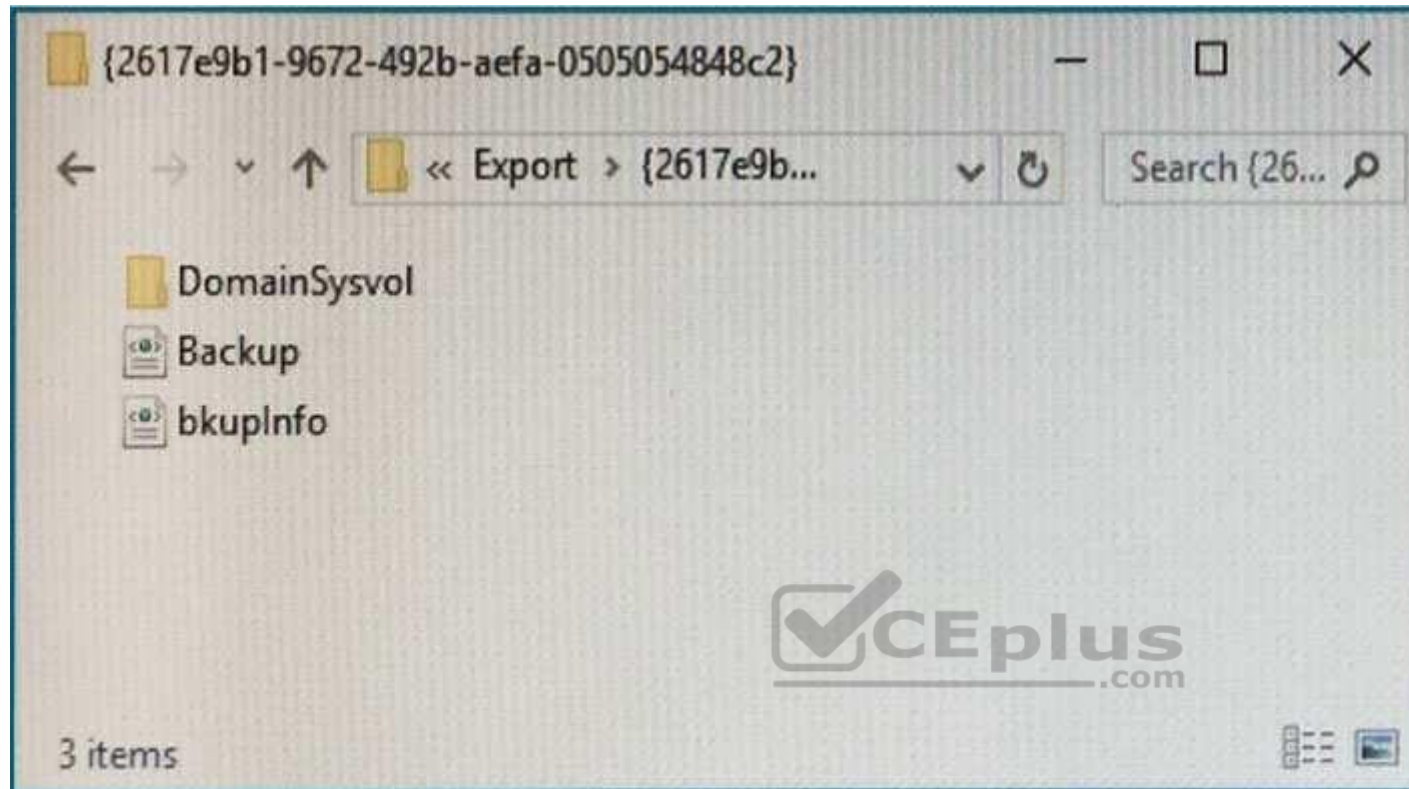 {2617e9b1-9672-492b-aefa-0505054848c2}
« Export > {2617e9b...
Search {26...
DomainSysvol
Backup
bkupInfo
CEplus
.com
3 items